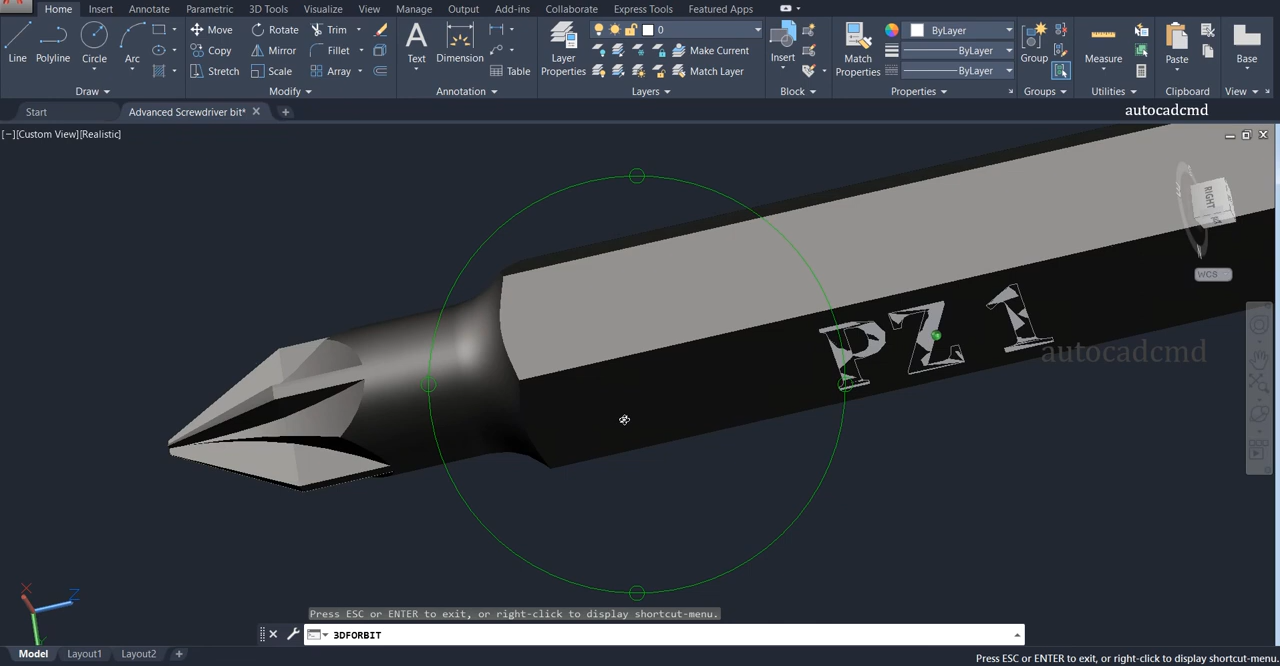 Home Insert Annotate Parametric 3D Tools Visualize View Manage Output Add-ins Collaborate Express Tools Featured Apps
Line Polyline Circle Arc
Move Rotate Trim
Copy Mirror Fillet
Stretch Scale Array
Text Dimension Table
Layer Properties
0
Make Current
Match Layer
Insert
Match Properties
ByLayer
ByLayer
ByLayer
Group Measure Paste Base
Draw Modify Annotation Layers Block Properties Groups Utilities Clipboard View
Start Advanced Screwdriver bit* autocadcmd
[−][Custom View][Realistic]
RIGHT
WCS
PZ 1
autocadcmd
X Z
Press ESC or ENTER to exit, or right-click to display shortcut-menu.
3DFORBIT
Model Layout1 Layout2
Press ESC or ENTER to exit, or right-click to display shortcut-menu.